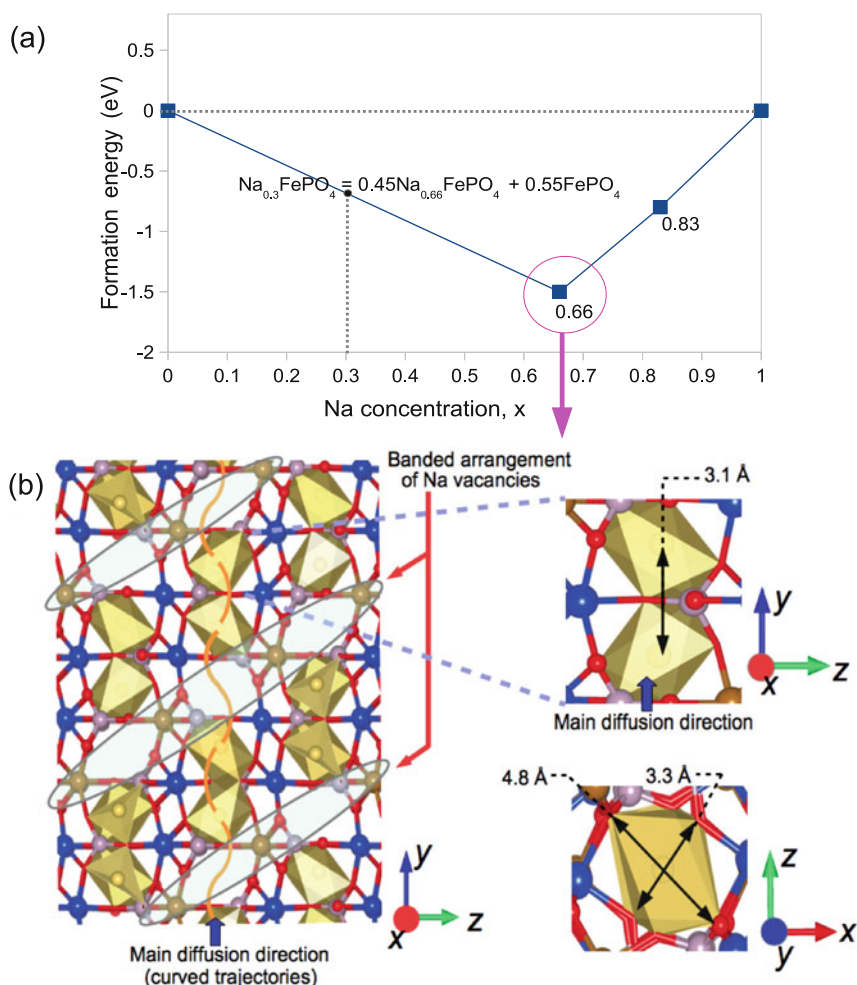 (a)
0.5
0
-0.5
-1
-1.5
-2
Formation energy (eV)
Na₀.₃FePO₄ = 0.45Na₀.₆₆FePO₄ + 0.55FePO₄
0.83
0.66
0 0.1 0.2 0.3 0.4 0.5 0.6 0.7 0.8 0.9 1
Na concentration, x
(b)
Banded arrangement
of Na vacancies
3.1 Å
y
x
z
Main diffusion direction
4.8 Å
3.3 Å
z
y
x
y
x
z
Main diffusion direction
(curved trajectories)